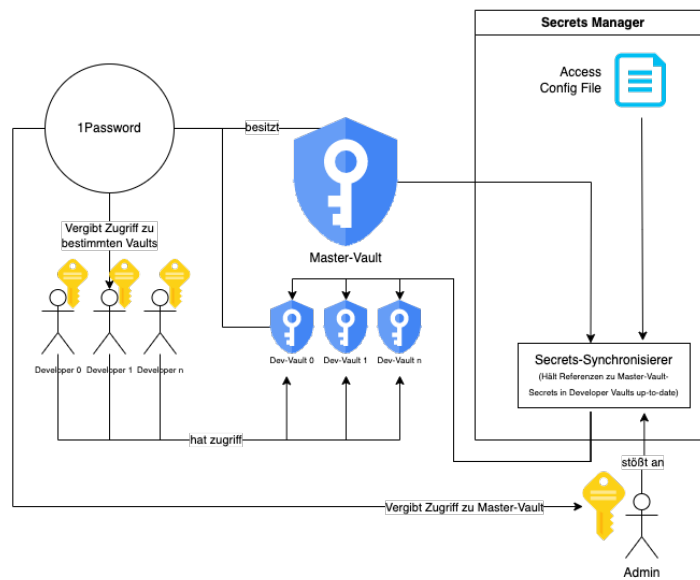 Secrets Manager
Access
Config File
1Password
besitzt
Vergibt Zugriff zu
bestimmten Vaults
Master-Vault
Developer 0
Developer 1
Developer n
Dev-Vault 0
Dev-Vault 1
Dev-Vault n
Secrets-Synchronisierer
(Hält Referenzen zu Master-Vault-
Secrets in Developer Vaults up-to-date)
hat zugriff
stößt an
Vergibt Zugriff zu Master-Vault
Admin